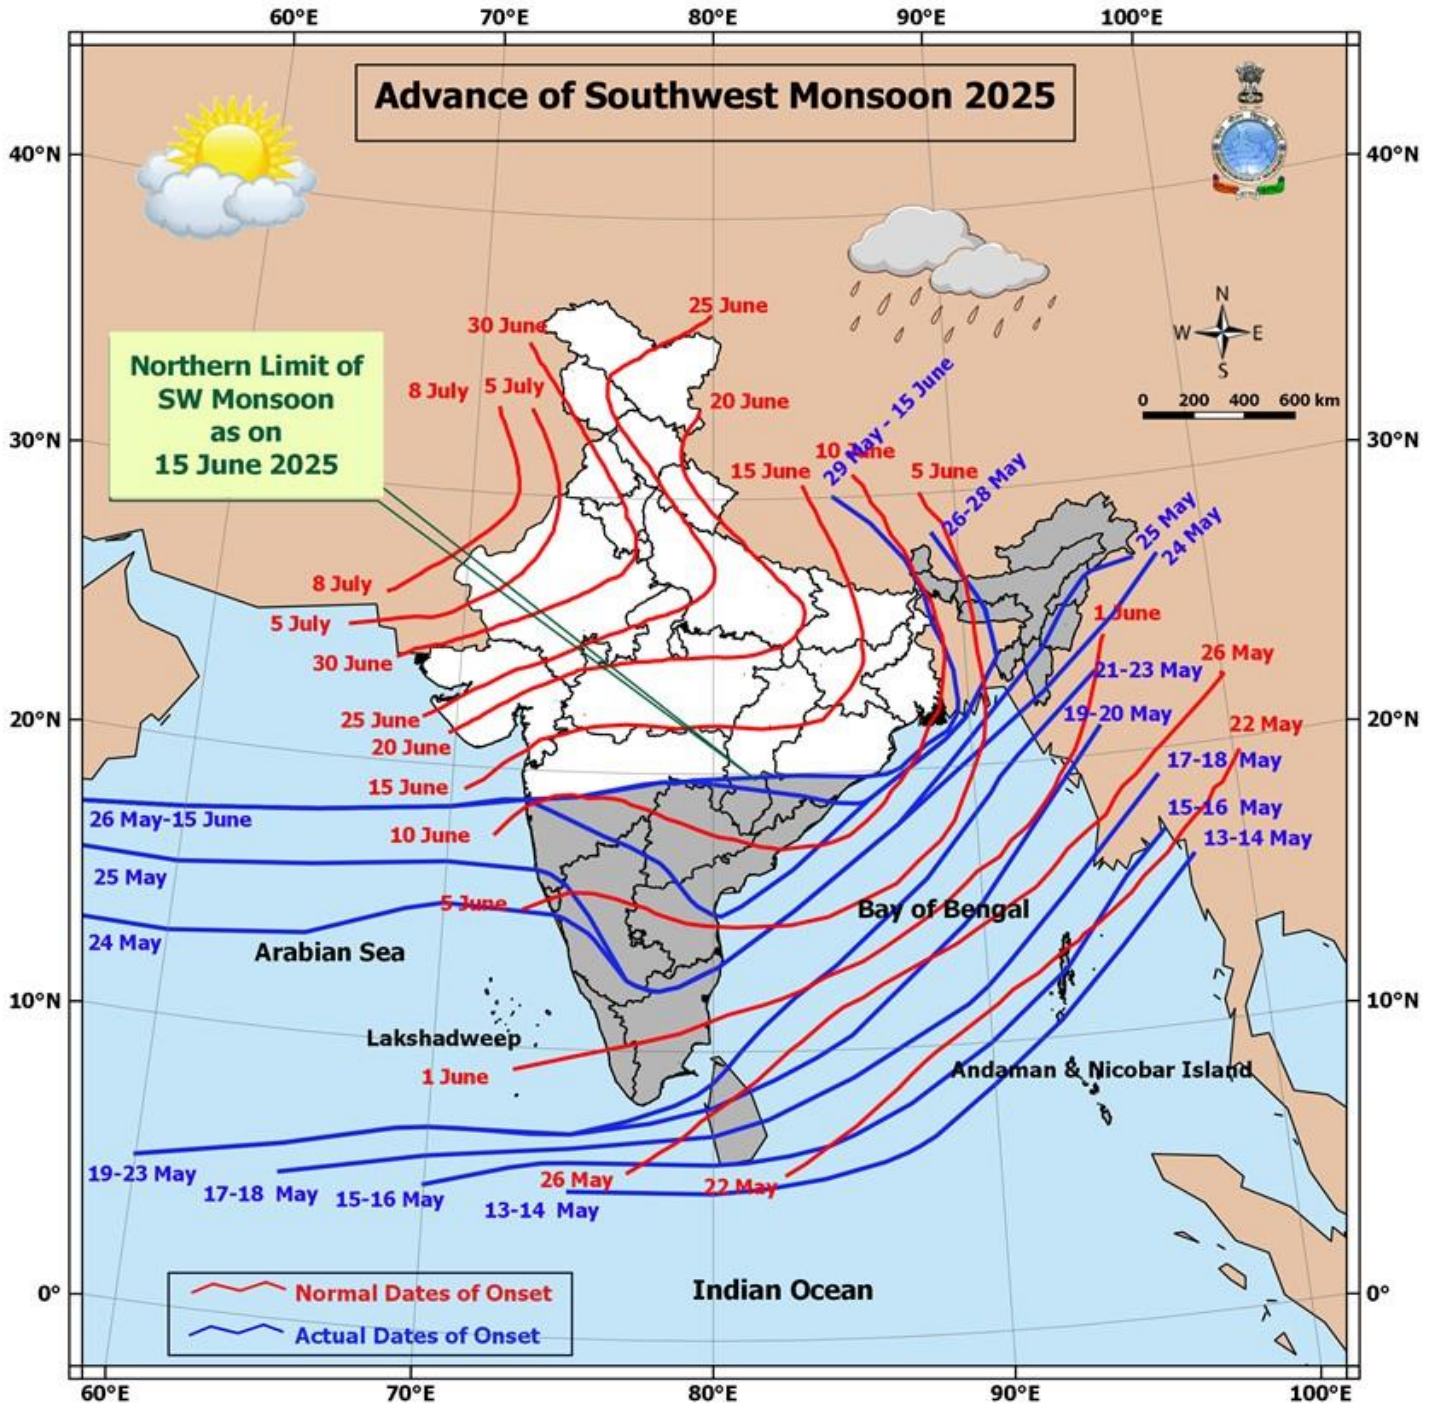 60°E 70°E 80°E 90°E 100°E
Advance of Southwest Monsoon 2025
40°N 40°N
N
W E
S
0 200 400 600 km
25 June
30 June
Northern Limit of
SW Monsoon
as on
15 June 2025
8 July 5 July
20 June
29 May - 15 June
10 June
15 June 5 June
26-28 May
30°N 30°N
25 May
24 May
8 July
5 July
1 June
30 June
26 May
21-23 May
25 June
19-20 May
20°N 20°N
22 May
20 June
17-18 May
15 June
15-16 May
26 May-15 June
10 June
13-14 May
25 May
5 June
Bay of Bengal
24 May
Arabian Sea
10°N 10°N
Lakshadweep
1 June
Andaman & Nicobar Island
19-23 May
17-18 May
15-16 May
26 May
22 May
13-14 May
Normal Dates of Onset
Indian Ocean
0° 0°
Actual Dates of Onset
60°E 70°E 80°E 90°E 100°E